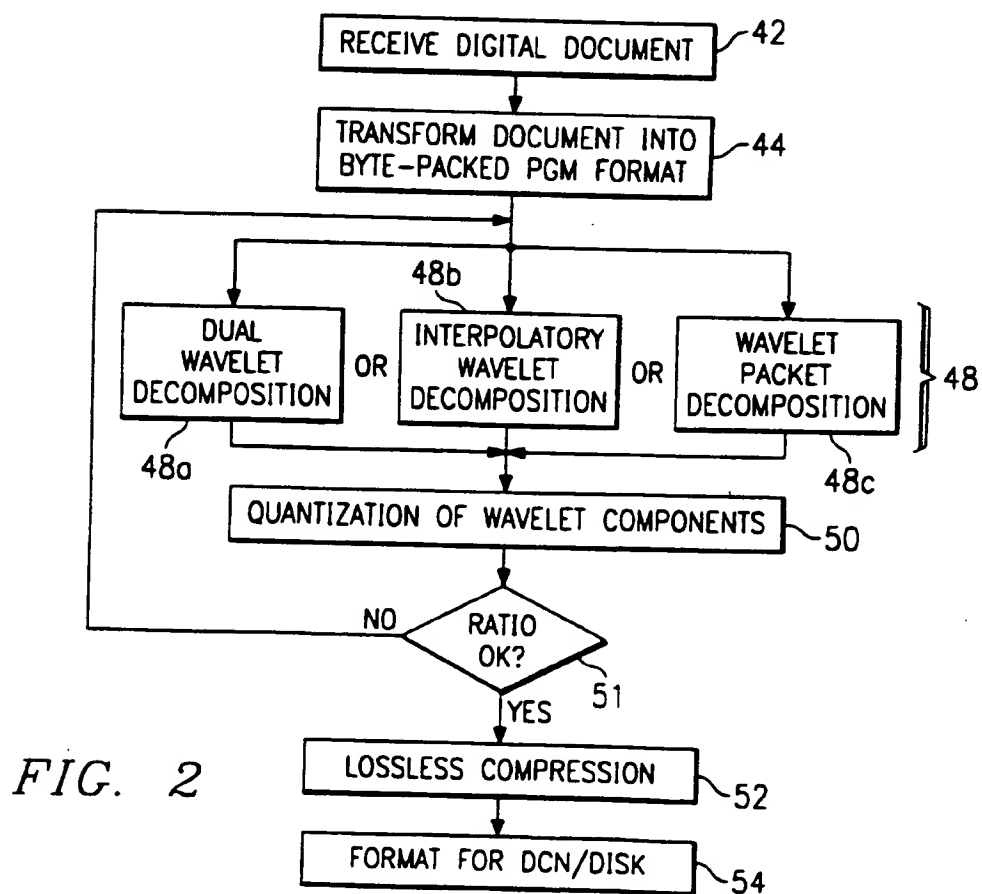 RECEIVE DIGITAL DOCUMENT
42
TRANSFORM DOCUMENT INTO
BYTE-PACKED PGM FORMAT
44
48b
DUAL
WAVELET
DECOMPOSITION
48a
OR
INTERPOLATORY
WAVELET
DECOMPOSITION
OR
WAVELET
PACKET
DECOMPOSITION
48c
48
QUANTIZATION OF WAVELET COMPONENTS
50
NO
RATIO
OK?
51
YES
LOSSLESS COMPRESSION
52
FORMAT FOR DCN/DISK
54
FIG. 2